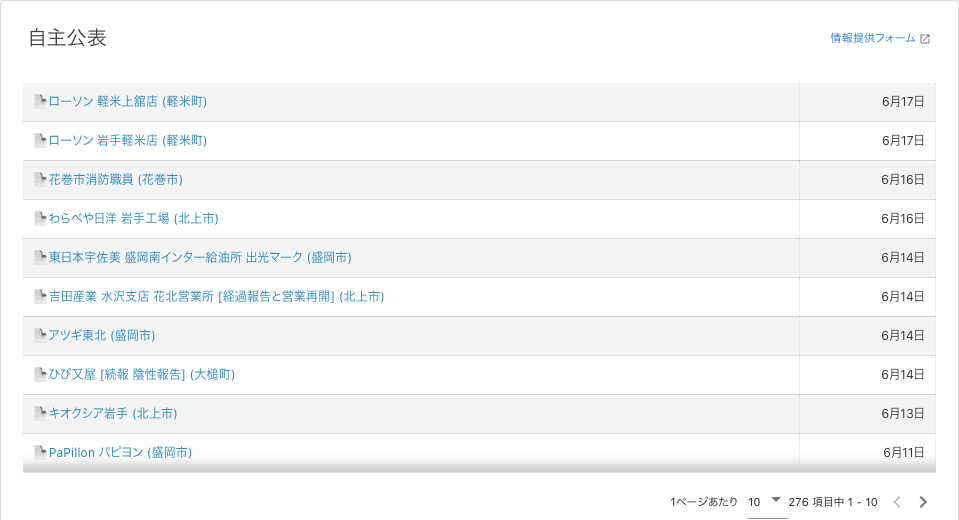 自主公表
情報提供フォーム
ローソン 軽米上舘店 (軽米町) 6月17日
ローソン 岩手軽米店 (軽米町) 6月17日
花巻市消防職員 (花巻市) 6月16日
わらべや日洋 岩手工場 (北上市) 6月16日
東日本宇佐美 盛岡南インター給油所 出光マーク (盛岡市) 6月14日
吉田産業 水沢支店 花北営業所 [経過報告と営業再開] (北上市) 6月14日
アツギ東北 (盛岡市) 6月14日
ひび又屋 [続報 陰性報告] (大槌町) 6月14日
キオクシア岩手 (北上市) 6月13日
PaPillon パピヨン (盛岡市) 6月11日
1ページあたり 10 276 項目中 1 - 10